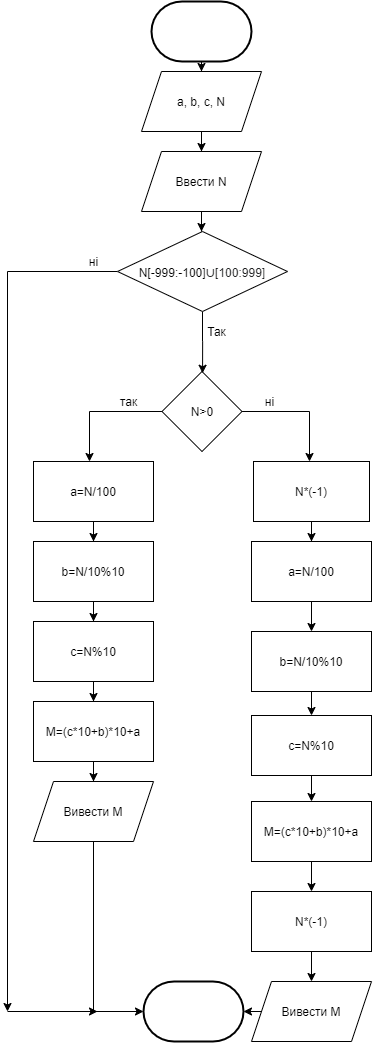 a, b, c, N
Ввести N
N[-999:-100]∪[100:999]
ні
Так
N>0
так
ні
a=N/100
b=N/10%10
c=N%10
M=(c*10+b)*10+a
Вивести M
N*(-1)
a=N/100
b=N/10%10
c=N%10
M=(c*10+b)*10+a
N*(-1)
Вивести M